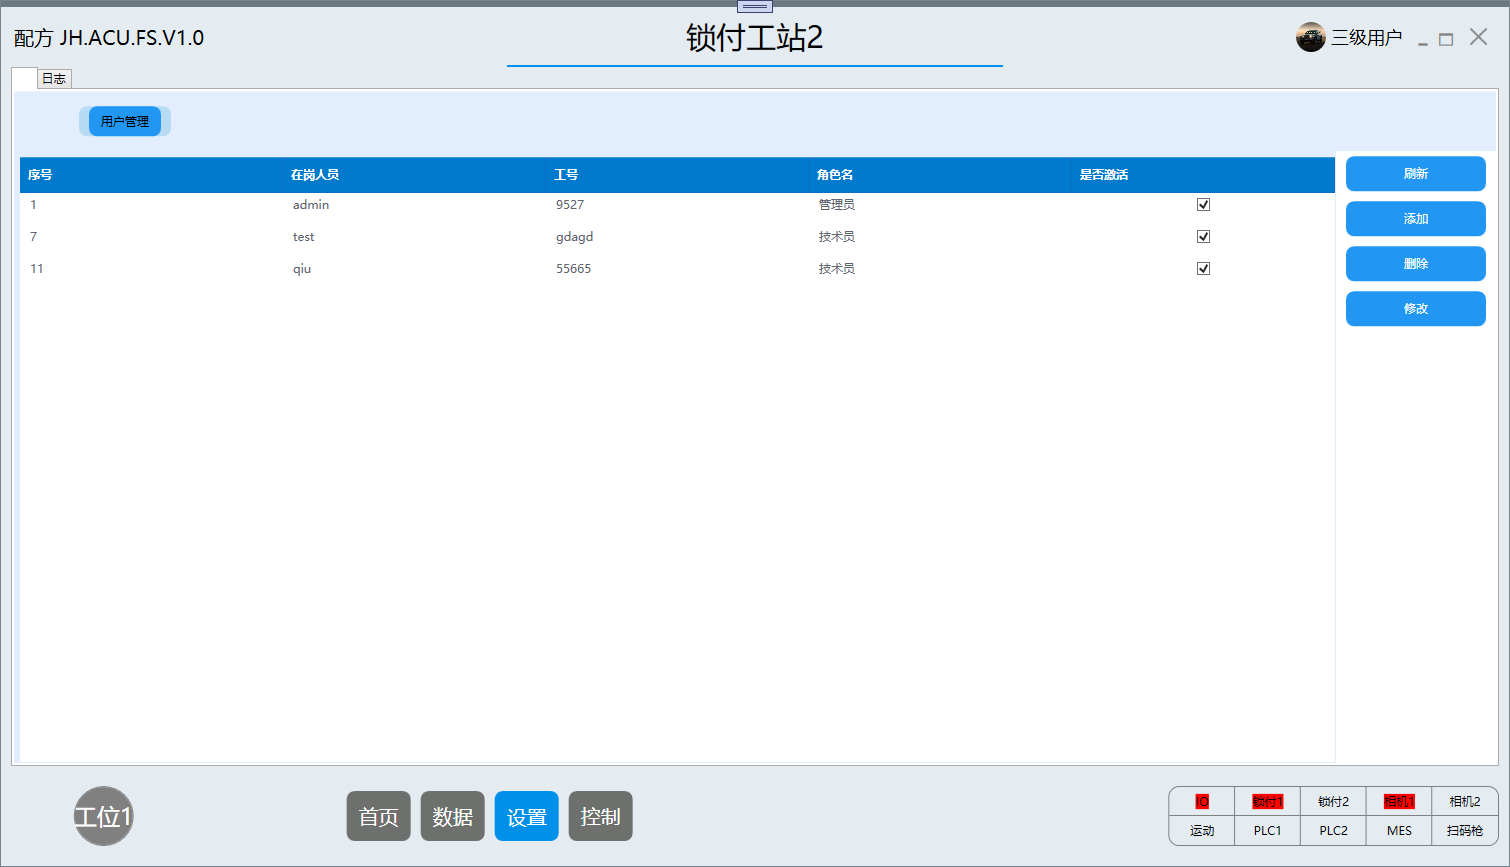 配方 JH.ACU.FS.V1.0
锁付工站2
三级用户
日志
用户管理
序号 在岗人员 工号 角色名 是否激活
1 admin 9527 管理员
7 test gdagd 技术员
11 qiu 55665 技术员
刷新
添加
删除
修改
工位1
首页 数据 设置 控制
IO 锁付1 锁付2 相机1 相机2
运动 PLC1 PLC2 MES 扫码枪